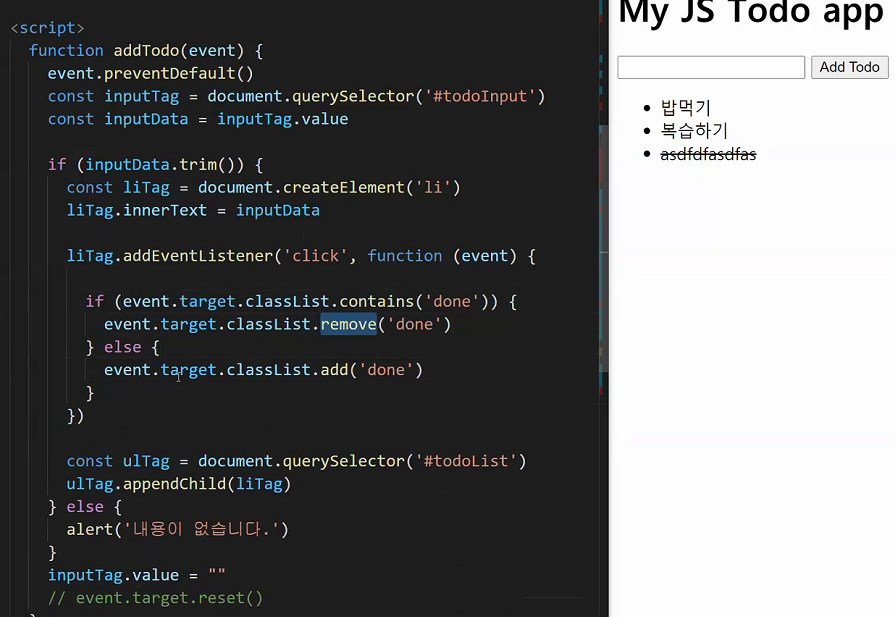 <script>
function addTodo(event) {
event.preventDefault()
const inputTag = document.querySelector('#todoInput')
const inputData = inputTag.value
if (inputData.trim()) {
const liTag = document.createElement('li')
liTag.innerText = inputData
liTag.addEventListener('click', function (event) {
if (event.target.classList.contains('done')) {
event.target.classList.remove('done')
} else {
event.target.classList.add('done')
}
})
const ulTag = document.querySelector('#todoList')
ulTag.appendChild(liTag)
} else {
alert('내용이 없습니다.')
}
inputTag.value = ""
// event.target.reset()
My JS Todo app
Add Todo
밥먹기
복습하기
asdfdfasdfas